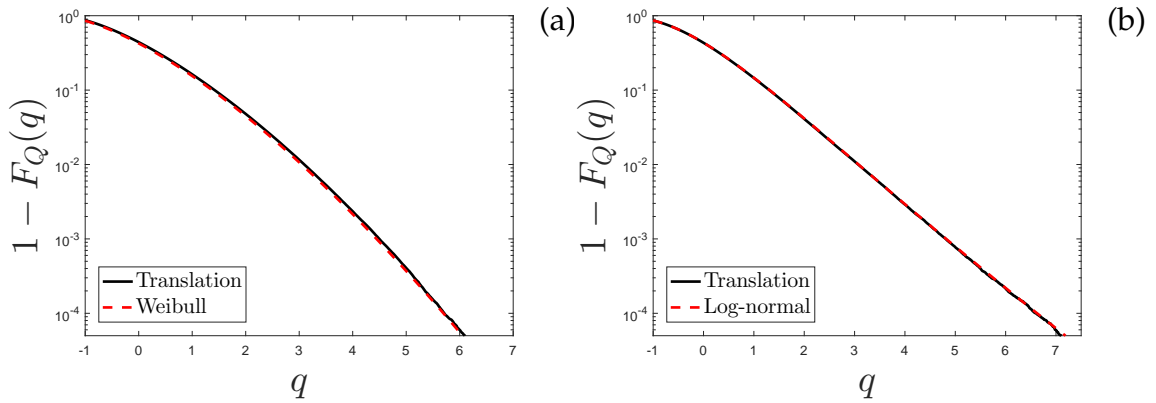 (a)
10^0
10^-1
10^-2
10^-3
10^-4
1 − F_Q(q)
Translation
Weibull
-1 0 1 2 3 4 5 6 7
q
(b)
10^0
10^-1
10^-2
10^-3
10^-4
1 − F_Q(q)
Translation
Log-normal
-1 0 1 2 3 4 5 6 7
q